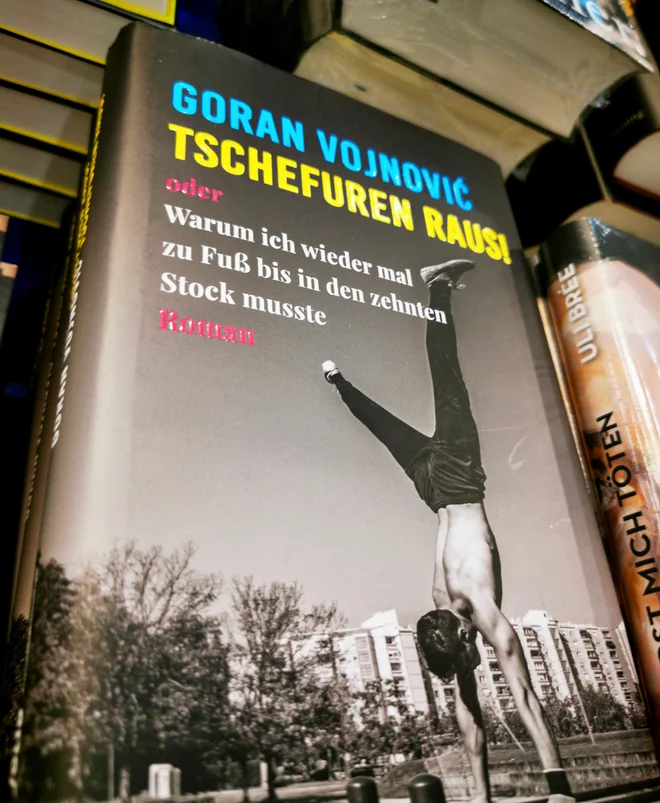 GORAN VOJNOVIĆ
TSCHEFUREN RAUS!
oder
Warum ich wieder mal
zu Fuß bis in den zehnten
Stock musste
Roman
ULI BRÉE
MICH TÖTEN